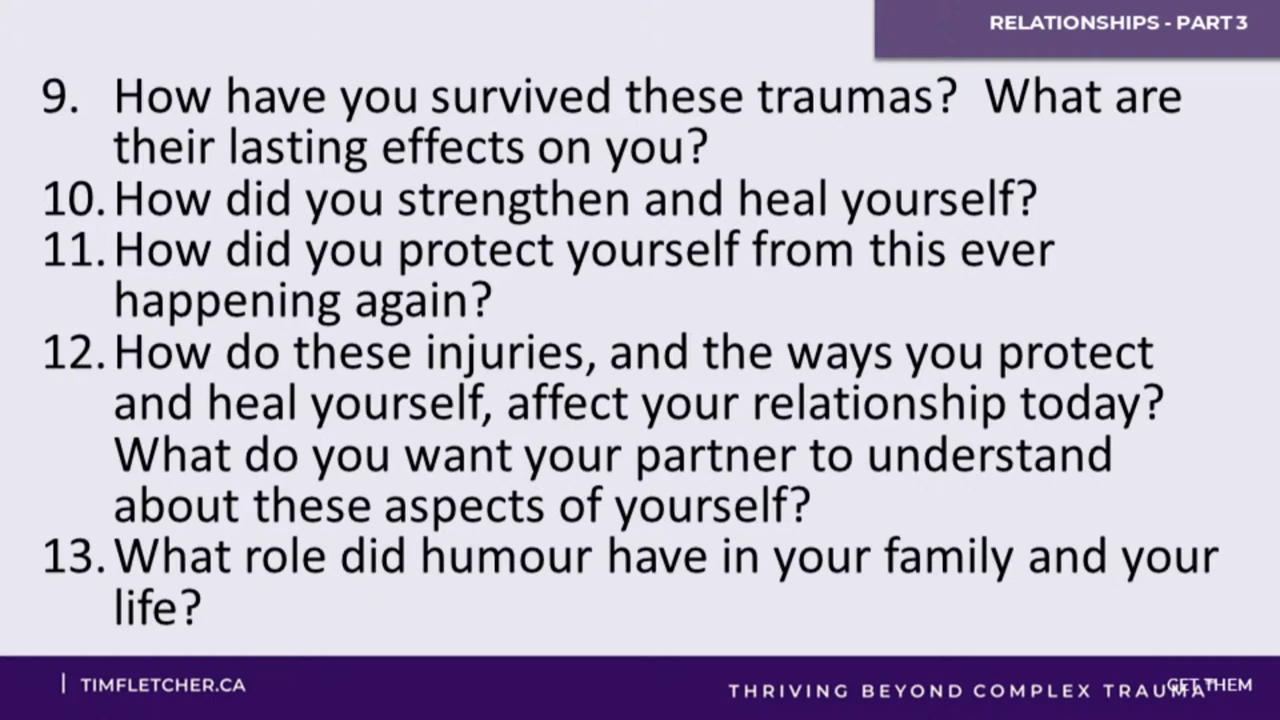 RELATIONSHIPS - PART 3
9. How have you survived these traumas? What are
their lasting effects on you?
10. How did you strengthen and heal yourself?
11. How did you protect yourself from this ever
happening again?
12. How do these injuries, and the ways you protect
and heal yourself, affect your relationship today?
What do you want your partner to understand
about these aspects of yourself?
13. What role did humour have in your family and your
life?
| TIMFLETCHER.CA
THRIVING BEYOND COMPLEX TRAUMA
GET THEM